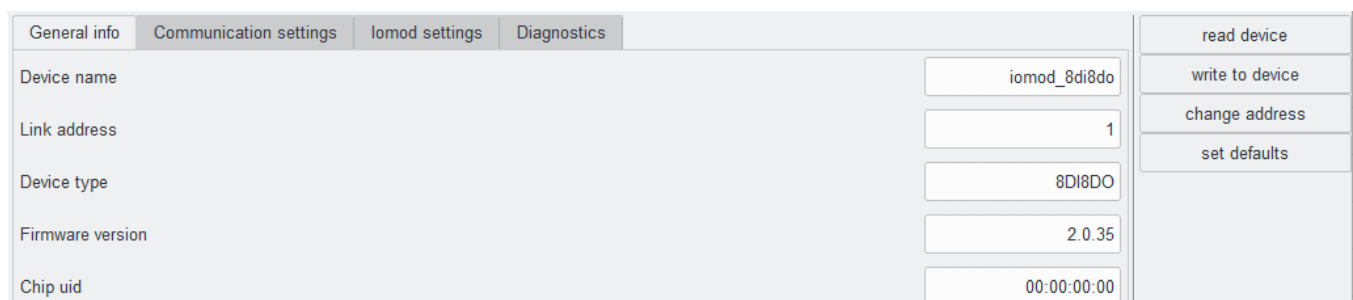 General info Communication settings Iomod settings Diagnostics
Device name iomod_8di8do
Link address 1
Device type 8DI8DO
Firmware version 2.0.35
Chip uid 00:00:00:00
read device
write to device
change address
set defaults